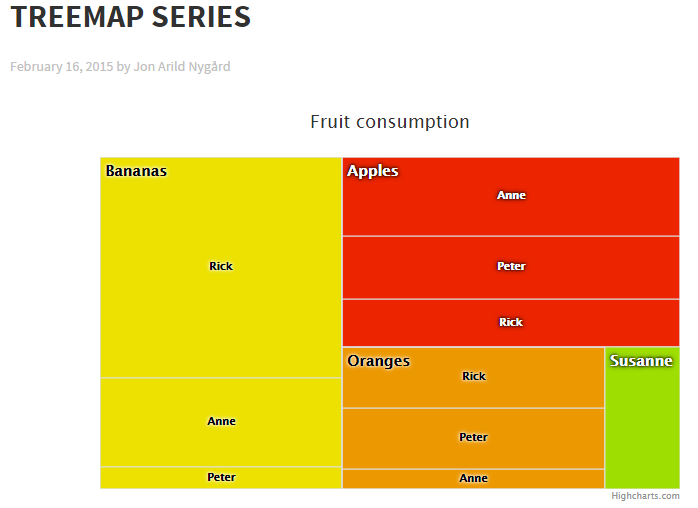 TREEMAP SERIES
February 16, 2015 by Jon Arild Nygård
Fruit consumption
Bananas
Rick
Anne
Peter
Apples
Anne
Peter
Rick
Oranges
Rick
Peter
Anne
Susanne
Highcharts.com